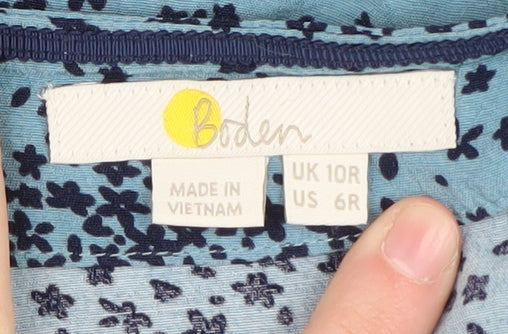 Boden
MADE IN
VIETNAM
UK 10R
US 6R